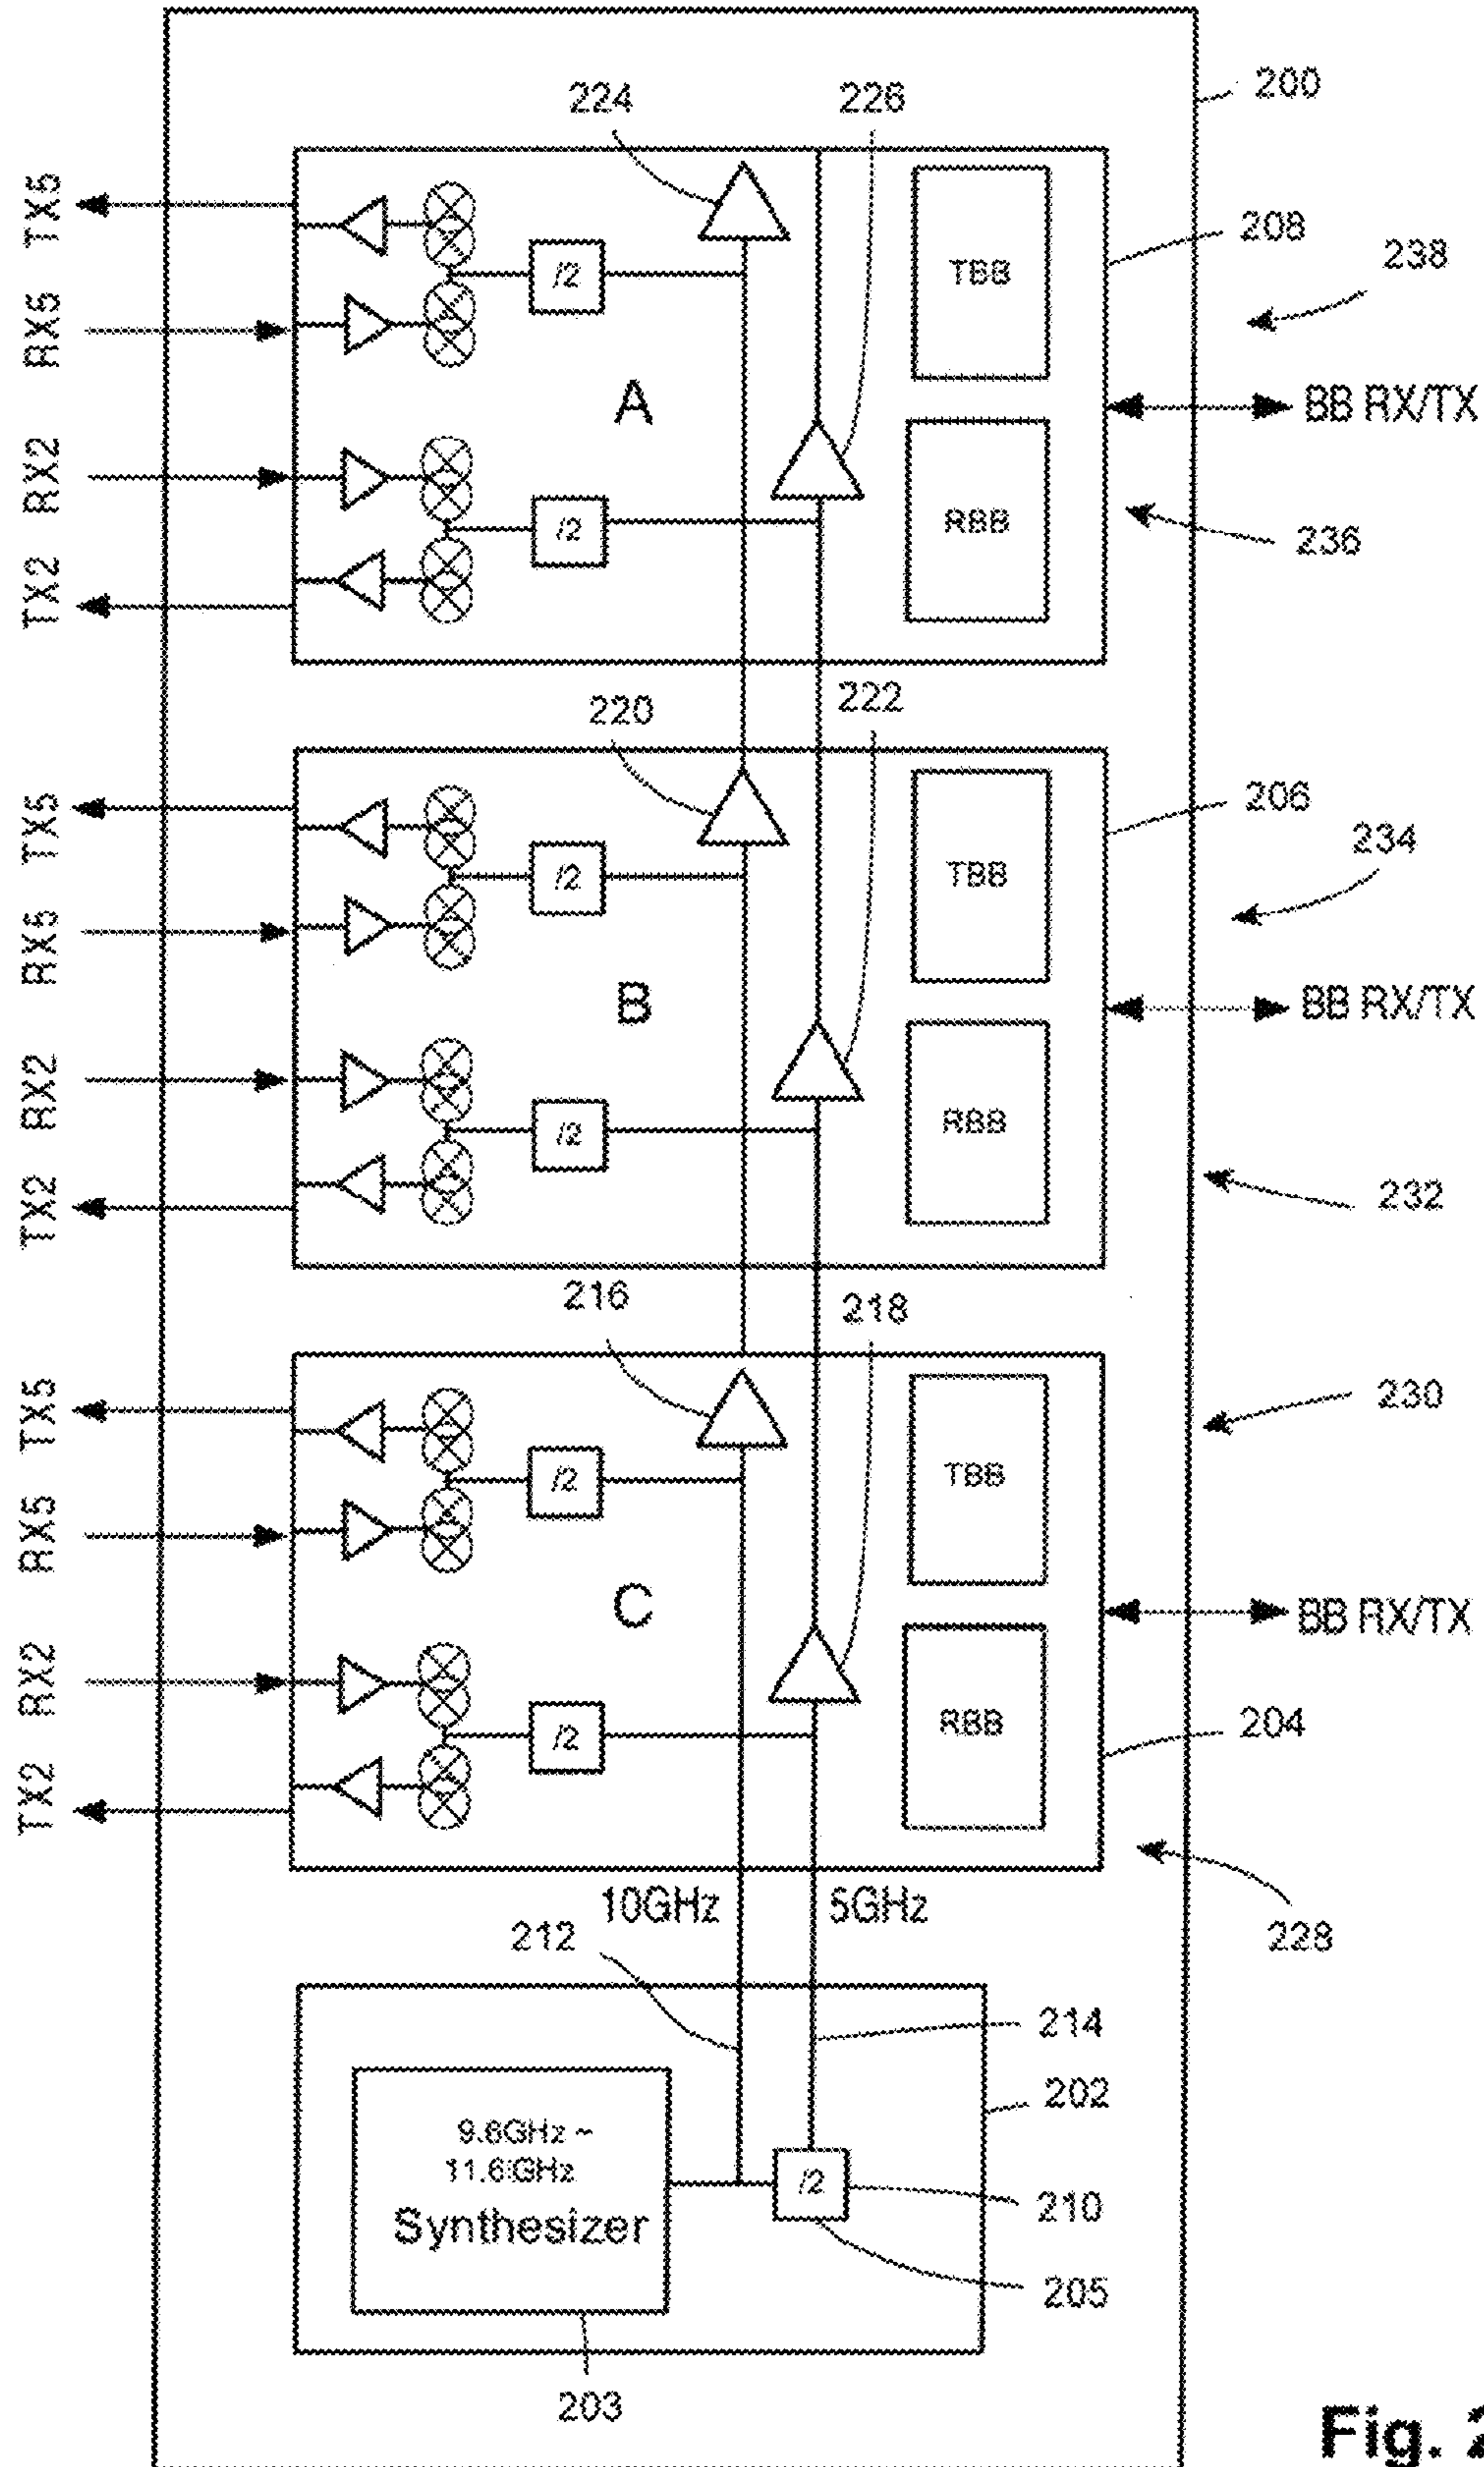 200
224
226
TX5
208
/2
TBB
238
RX5
A
BB RX/TX
RX2
/2
RBB
236
TX2
220
222
TX5
206
/2
TBB
234
RX5
B
BB RX/TX
RX2
/2
RBB
TX2
232
216
218
TX5
230
/2
TBB
RX5
C
BB RX/TX
RX2
/2
RBB
204
TX2
10GHz
5GHz
212
228
214
202
9.6GHz ~
11.6GHz
Synthesizer
/2
210
205
203
Fig. 2